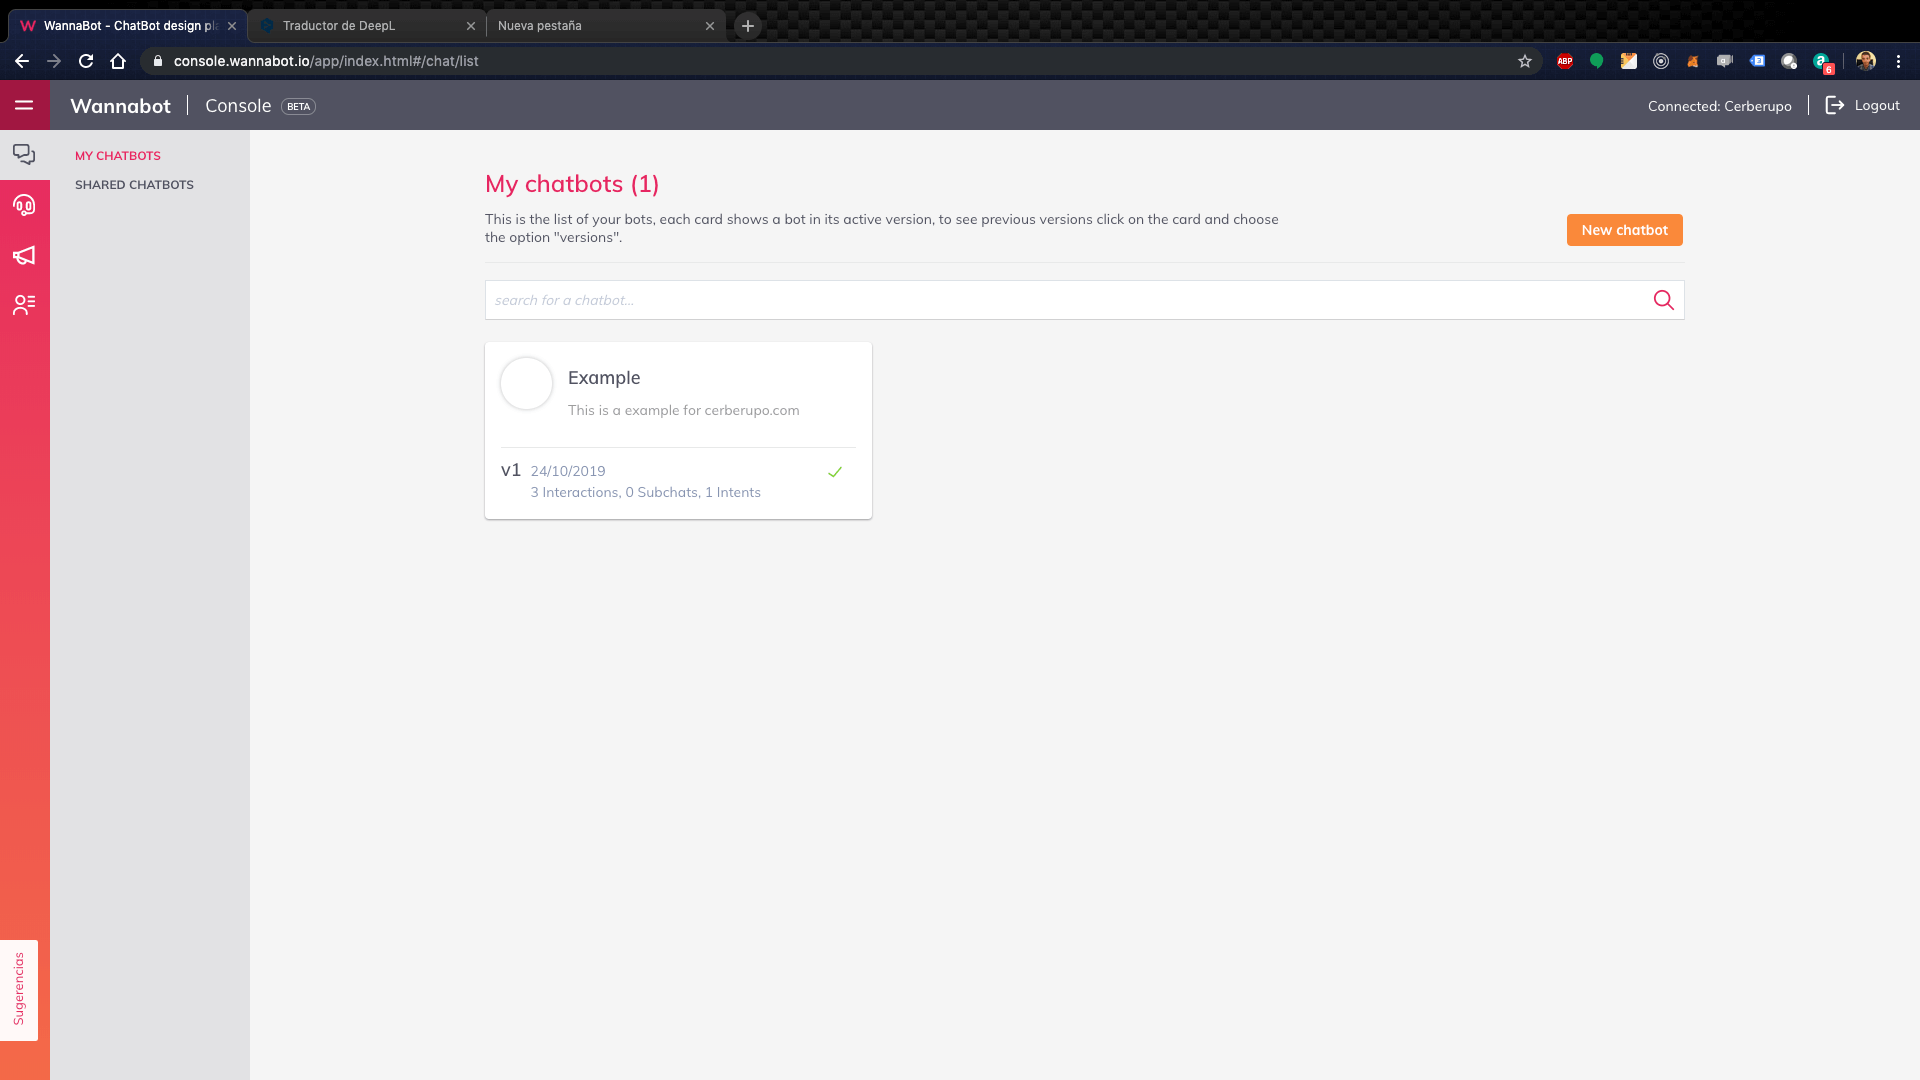 WannaBot - ChatBot design pla
Traductor de DeepL
Nueva pestaña
console.wannabot.io/app/index.html#/chat/list
ABP
6
Wannabot
Console
BETA
Connected: Cerberupo
Logout
MY CHATBOTS
SHARED CHATBOTS
My chatbots (1)
This is the list of your bots, each card shows a bot in its active version, to see previous versions click on the card and choose
the option "versions".
New chatbot
search for a chatbot...
Example
This is a example for cerberupo.com
v1 24/10/2019
3 Interactions, 0 Subchats, 1 Intents
Sugerencias